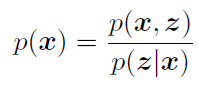 p(x) = p(x, z) / p(z|x)